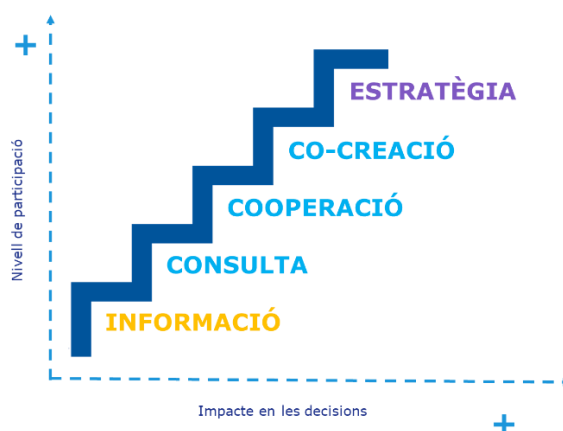 +
ESTRATÈGIA
CO-CREACIÓ
COOPERACIÓ
CONSULTA
INFORMACIÓ
Nivell de participació
Impacte en les decisions
+